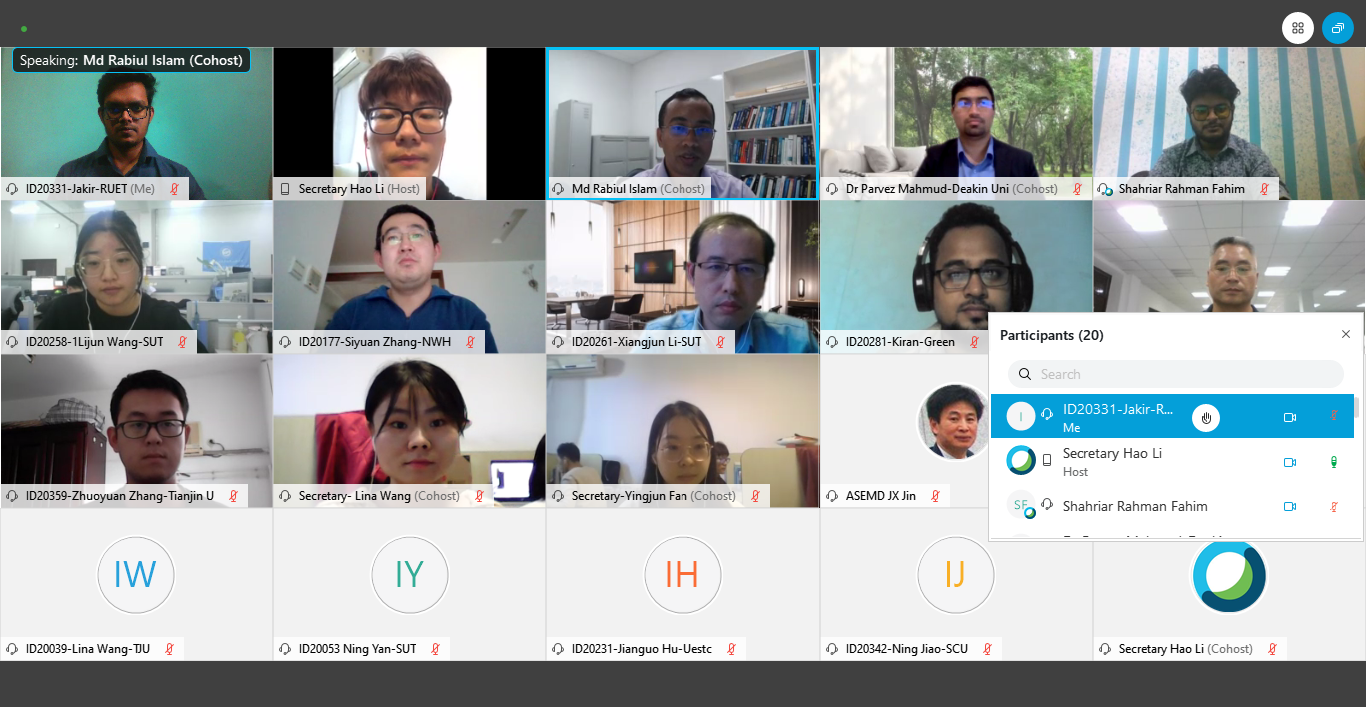 Speaking: Md Rabiul Islam (Cohost)
ID20331-Jakir-RUET (Me)
Secretary Hao Li (Host)
Md Rabiul Islam (Cohost)
Dr Parvez Mahmud-Deakin Uni (Cohost)
Shahriar Rahman Fahim
ID20258-1Lijun Wang-SUT
ID20177-Siyuan Zhang-NWH
ID20261-Xiangjun Li-SUT
ID20281-Kiran-Green
Participants (20)
Search
I
ID20331-Jakir-R...
Me
Secretary Hao Li
Host
SF
Shahriar Rahman Fahim
ID20359-Zhuoyuan Zhang-Tianjin U
Secretary- Lina Wang (Cohost)
Secretary-Yingjun Fan (Cohost)
ASEMD JX Jin
IW
IY
IH
IJ
ID20039-Lina Wang-TJU
ID20053 Ning Yan-SUT
ID20231-Jianguo Hu-Uestc
ID20342-Ning Jiao-SCU
Secretary Hao Li (Cohost)